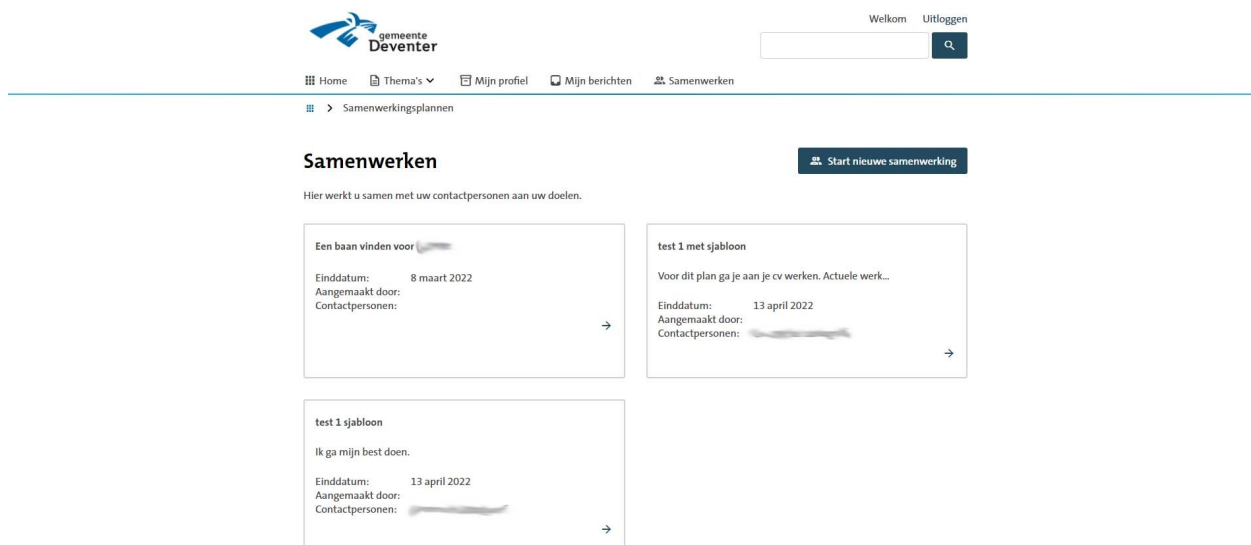 gemeente
Deventer
Welkom Uitloggen
Home Thema's Mijn profiel Mijn berichten Samenwerken
Samenwerkingsplannen
Samenwerken
Start nieuwe samenwerking
Hier werkt u samen met uw contactpersonen aan uw doelen.
Een baan vinden voor
Einddatum: 8 maart 2022
Aangemaakt door:
Contactpersonen:
test 1 met sjabloon
Voor dit plan ga je aan je cv werken. Actuele werk...
Einddatum: 13 april 2022
Aangemaakt door:
Contactpersonen:
test 1 sjabloon
Ik ga mijn best doen.
Einddatum: 13 april 2022
Aangemaakt door:
Contactpersonen: